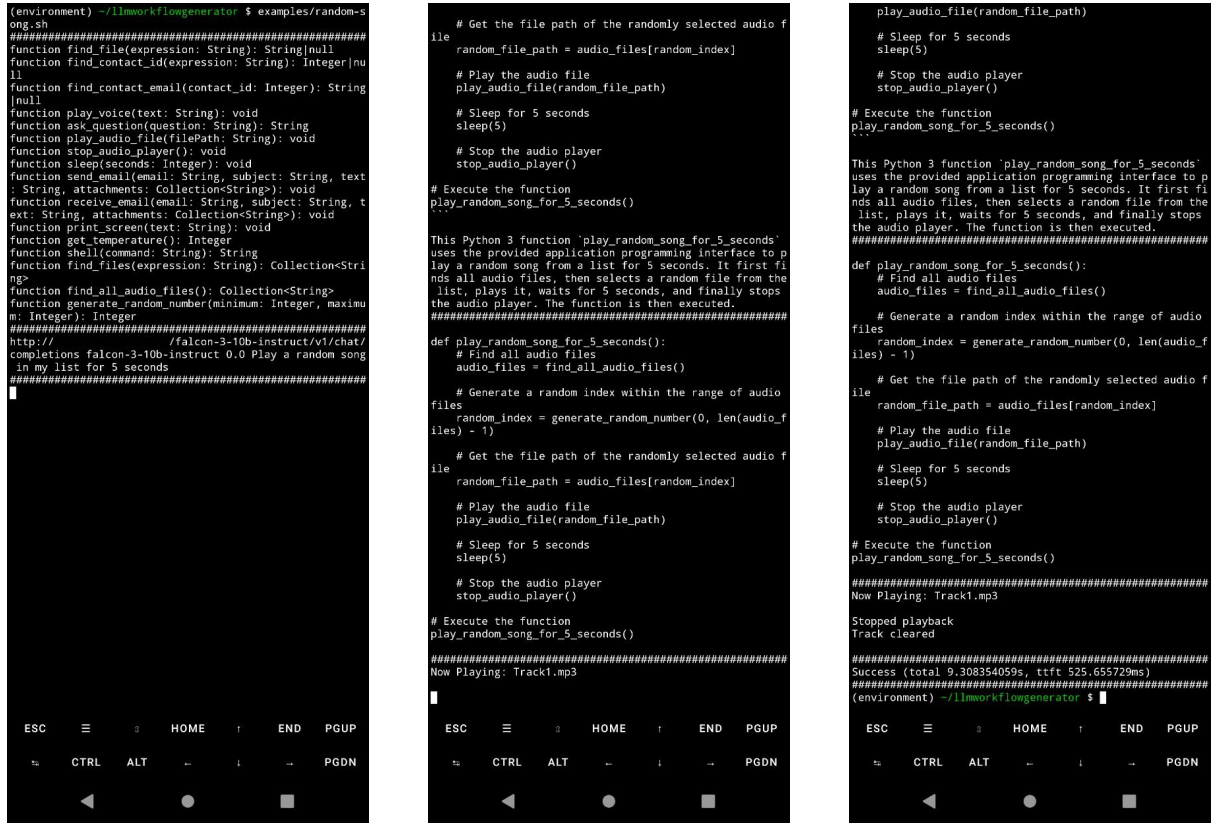 (environment) ~/llmworkflowgenerator $ examples/random-s
ong.sh
########################################################
function find_file(expression: String): String|null
function find_contact_id(expression: String): Integer|nu
ll
function find_contact_email(contact_id: Integer): String
|null
function play_voice(text: String): void
function ask_question(question: String): String
function play_audio_file(filePath: String): void
function stop_audio_player(): void
function sleep(seconds: Integer): void
function send_email(email: String, subject: String, text
: String, attachments: Collection<String>): void
function receive_email(email: String, subject: String, t
ext: String, attachments: Collection<String>): void
function print_screen(text: String): void
function get_temperature(): Integer
function shell(command: String): String
function find_files(expression: String): Collection<Stri
ng>
function find_all_audio_files(): Collection<String>
function generate_random_number(minimum: Integer, maximu
m: Integer): Integer
########################################################
http://                    /falcon-3-10b-instruct/v1/chat/
completions falcon-3-10b-instruct 0.0 Play a random song
 in my list for 5 seconds
########################################################
ESC ☰ ⇳ HOME ↑ END PGUP
↹ CTRL ALT ← ↓ → PGDN
    # Get the file path of the randomly selected audio f
ile
    random_file_path = audio_files[random_index]
    # Play the audio file
    play_audio_file(random_file_path)
    # Sleep for 5 seconds
    sleep(5)
    # Stop the audio player
    stop_audio_player()
# Execute the function
play_random_song_for_5_seconds()
```
This Python 3 function `play_random_song_for_5_seconds`
uses the provided application programming interface to p
lay a random song from a list for 5 seconds. It first fi
nds all audio files, then selects a random file from the
 list, plays it, waits for 5 seconds, and finally stops
the audio player. The function is then executed.
########################################################
def play_random_song_for_5_seconds():
    # Find all audio files
    audio_files = find_all_audio_files()
    # Generate a random index within the range of audio
files
    random_index = generate_random_number(0, len(audio_f
iles) - 1)
    # Get the file path of the randomly selected audio f
ile
    random_file_path = audio_files[random_index]
    # Play the audio file
    play_audio_file(random_file_path)
    # Sleep for 5 seconds
    sleep(5)
    # Stop the audio player
    stop_audio_player()
# Execute the function
play_random_song_for_5_seconds()
########################################################
Now Playing: Track1.mp3
ESC ☰ ⇳ HOME ↑ END PGUP
↹ CTRL ALT ← ↓ → PGDN
    play_audio_file(random_file_path)
    # Sleep for 5 seconds
    sleep(5)
    # Stop the audio player
    stop_audio_player()
# Execute the function
play_random_song_for_5_seconds()
```
This Python 3 function `play_random_song_for_5_seconds`
uses the provided application programming interface to p
lay a random song from a list for 5 seconds. It first fi
nds all audio files, then selects a random file from the
 list, plays it, waits for 5 seconds, and finally stops
the audio player. The function is then executed.
########################################################
def play_random_song_for_5_seconds():
    # Find all audio files
    audio_files = find_all_audio_files()
    # Generate a random index within the range of audio
files
    random_index = generate_random_number(0, len(audio_f
iles) - 1)
    # Get the file path of the randomly selected audio f
ile
    random_file_path = audio_files[random_index]
    # Play the audio file
    play_audio_file(random_file_path)
    # Sleep for 5 seconds
    sleep(5)
    # Stop the audio player
    stop_audio_player()
# Execute the function
play_random_song_for_5_seconds()
########################################################
Now Playing: Track1.mp3
Stopped playback
Track cleared
########################################################
Success (total 9.308354059s, ttft 525.655729ms)
########################################################
(environment) ~/llmworkflowgenerator $
ESC ☰ ⇳ HOME ↑ END PGUP
↹ CTRL ALT ← ↓ → PGDN